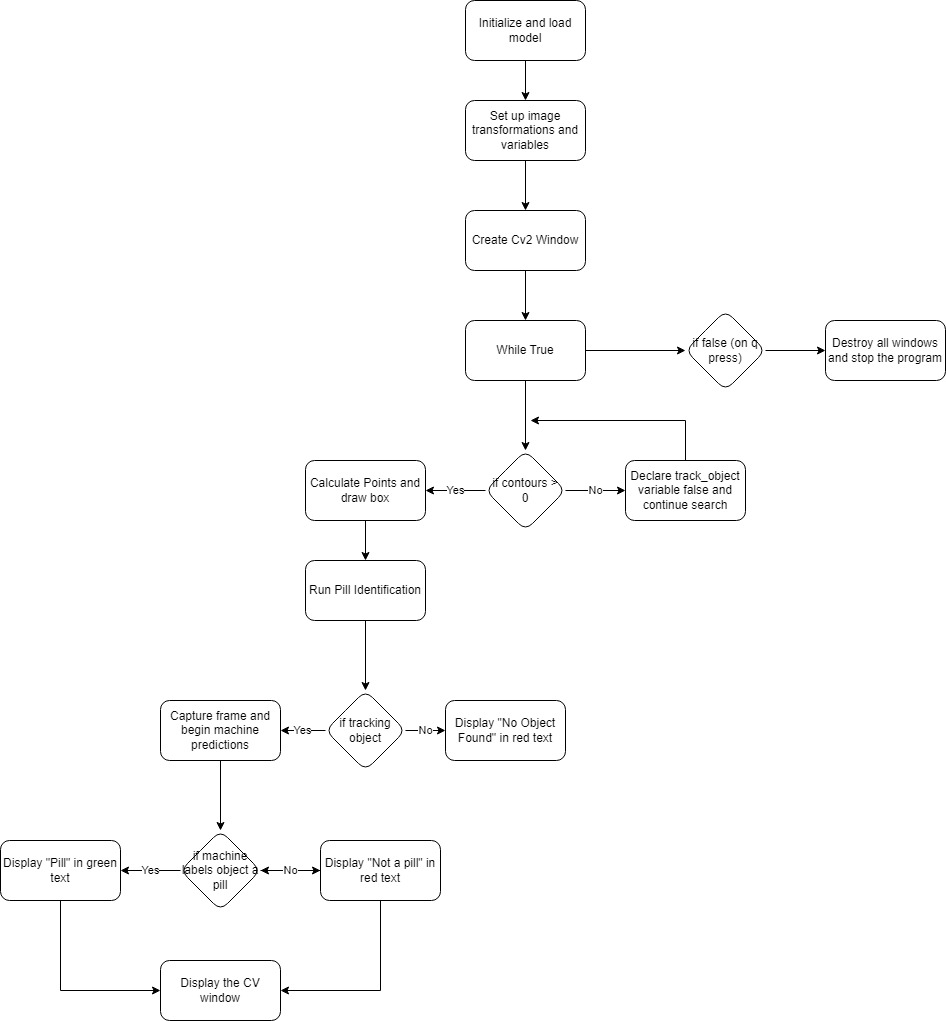 Initialize and load
model
Set up image
transformations and
variables
Create Cv2 Window
While True
if false (on q
press)
Destroy all windows
and stop the program
Calculate Points and
draw box
Yes
if contours >
0
No
Declare track_object
variable false and
continue search
Run Pill Identification
Capture frame and
begin machine
predictions
Yes
if tracking
object
No
Display "No Object
Found" in red text
Display "Pill" in green
text
Yes
if machine
labels object a
pill
No
Display "Not a pill" in
red text
Display the CV
window